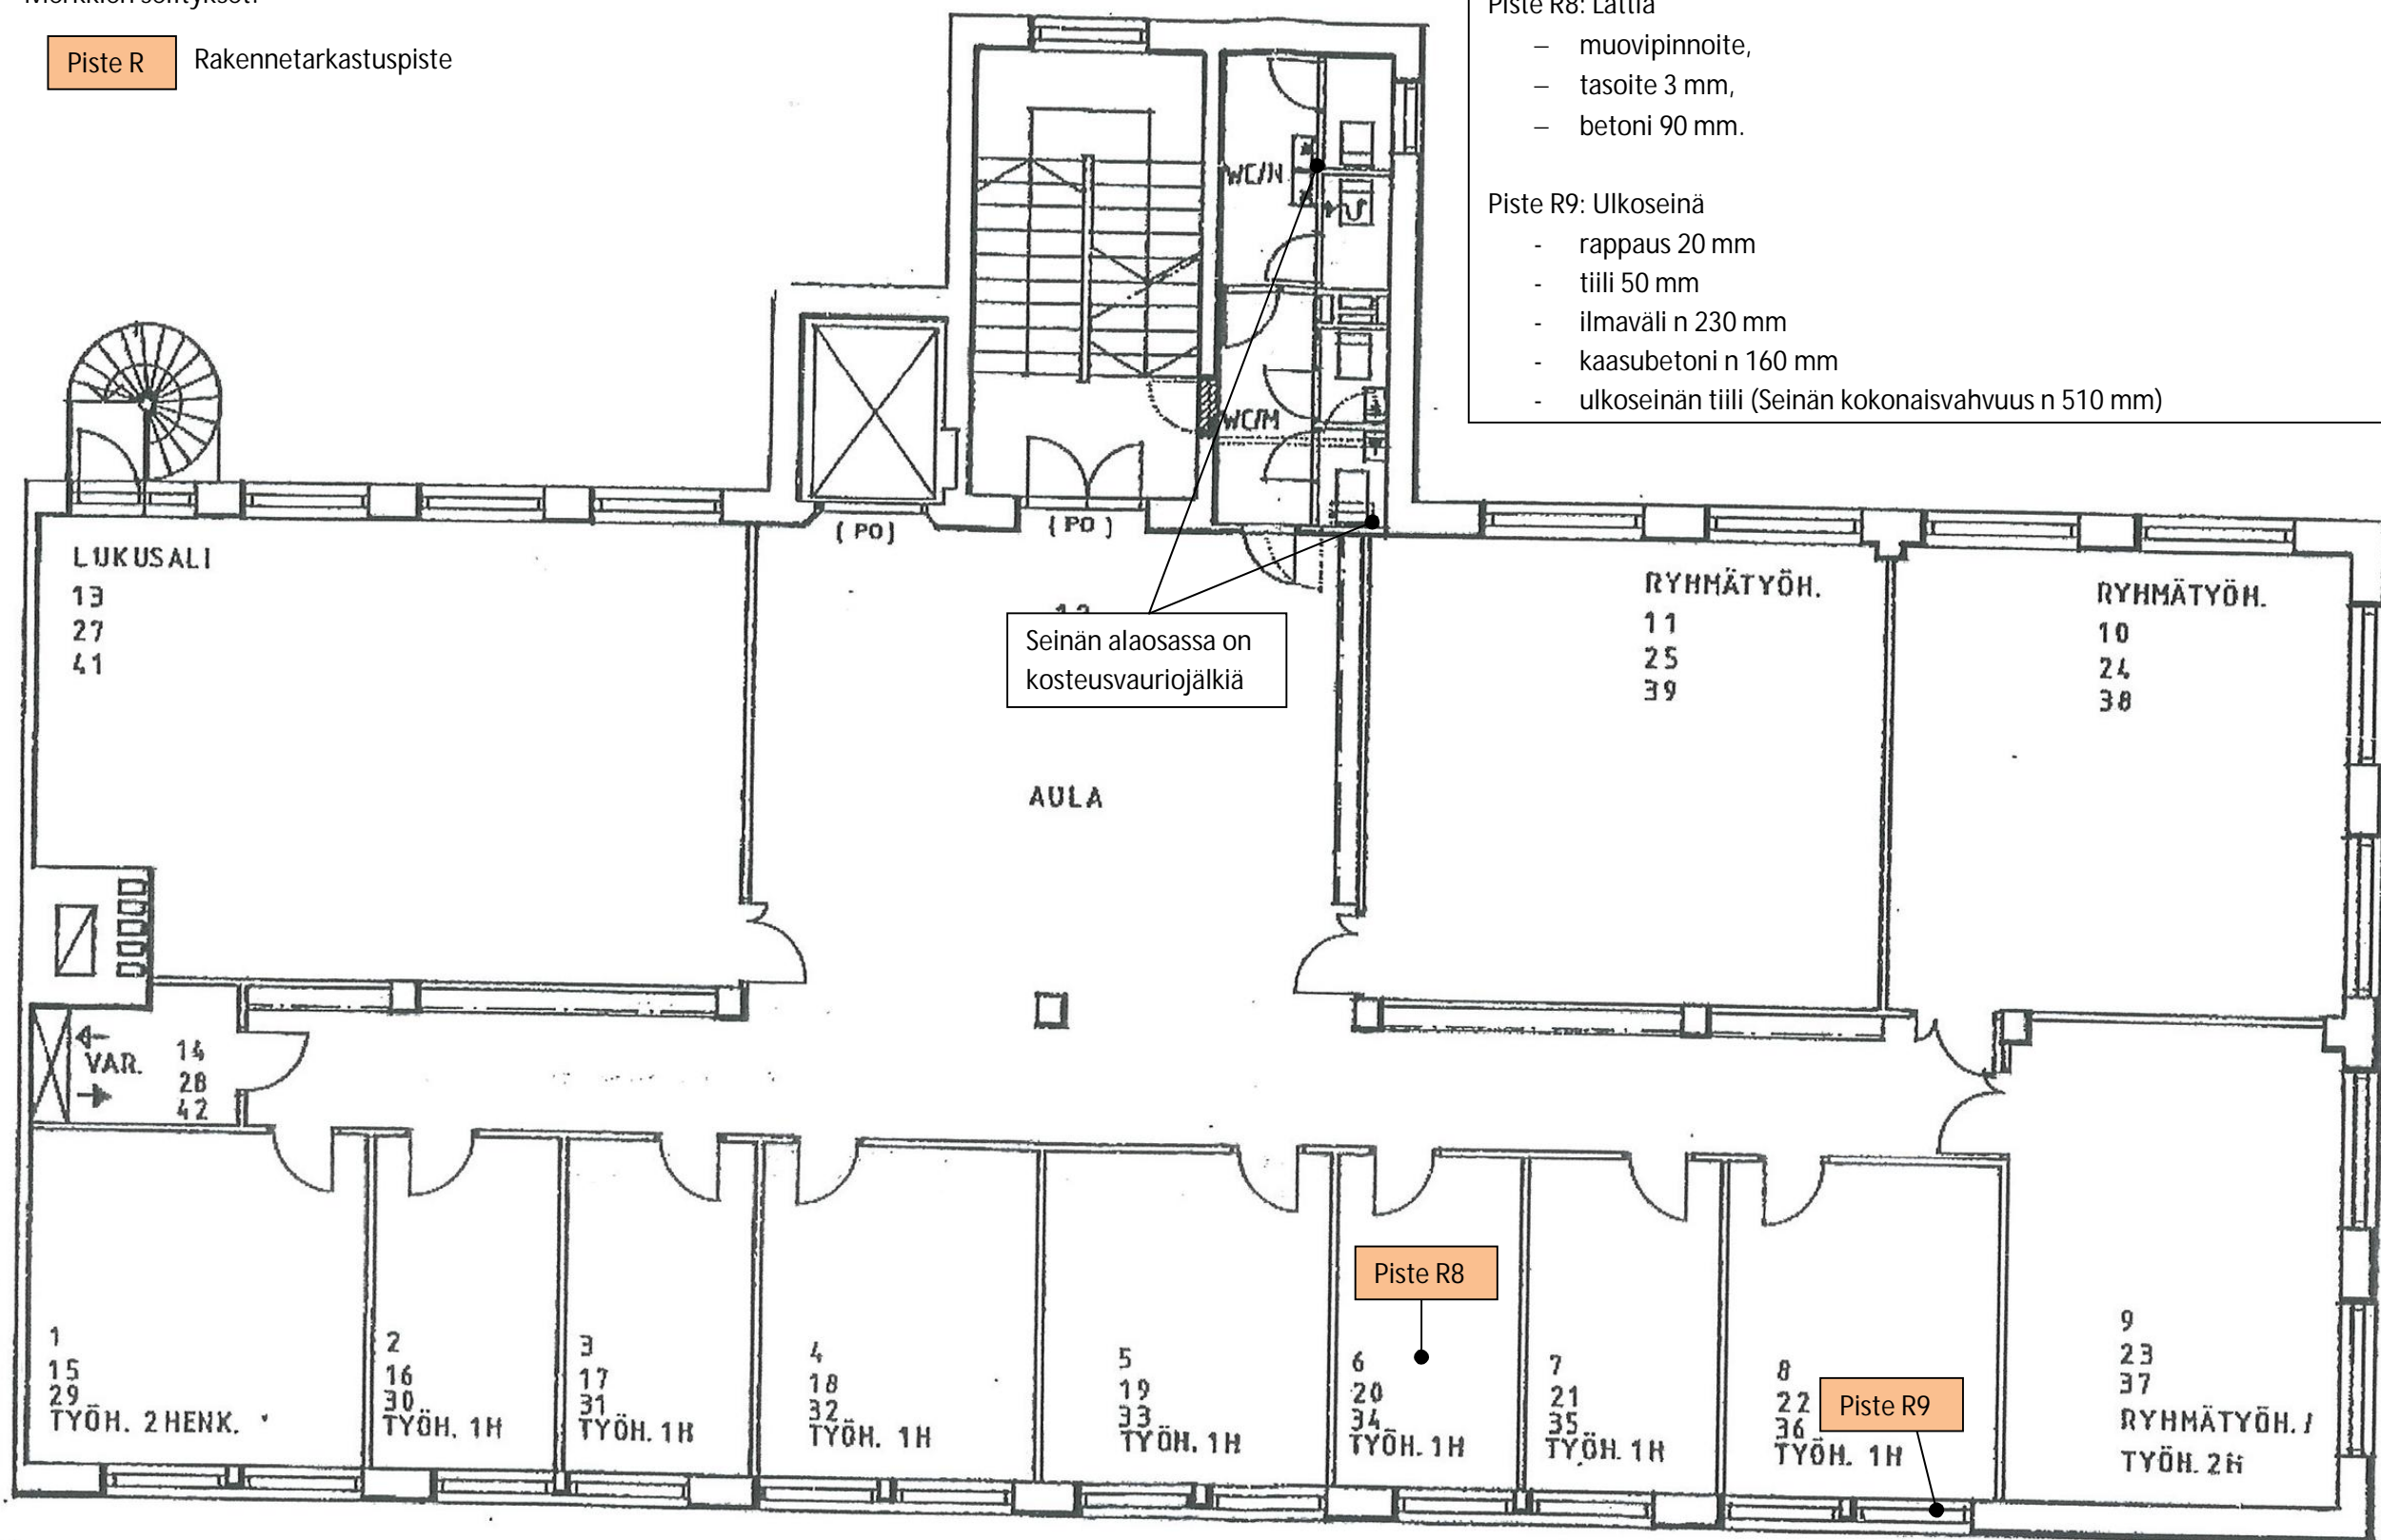 Merkkien selitykset:
Piste R
Rakennetarkastuspiste
Piste R8: Lattia
– muovipinnoite,
– tasoite 3 mm,
– betoni 90 mm.
Piste R9: Ulkoseinä
- rappaus 20 mm
- tiili 50 mm
- ilmaväli n 230 mm
- kaasubetoni n 160 mm
- ulkoseinän tiili (Seinän kokonaisvahvuus n 510 mm)
WC/N
WC/M
(PO)
(PO)
LUKUSALI
13
27
41
12
Seinän alaosassa on
kosteusvauriojälkiä
AULA
RYHMÄTYÖH.
11
25
39
RYHMÄTYÖH.
10
24
38
VAR.
14
28
42
1
15
29
TYÖH. 2 HENK.
2
16
30
TYÖH. 1H
3
17
31
TYÖH. 1H
4
18
32
TYÖH. 1H
5
19
33
TYÖH. 1H
Piste R8
6
20
34
TYÖH. 1H
7
21
35
TYÖH. 1H
8
22
36
TYÖH. 1H
Piste R9
9
23
37
RYHMÄTYÖH. /
TYÖH. 2H